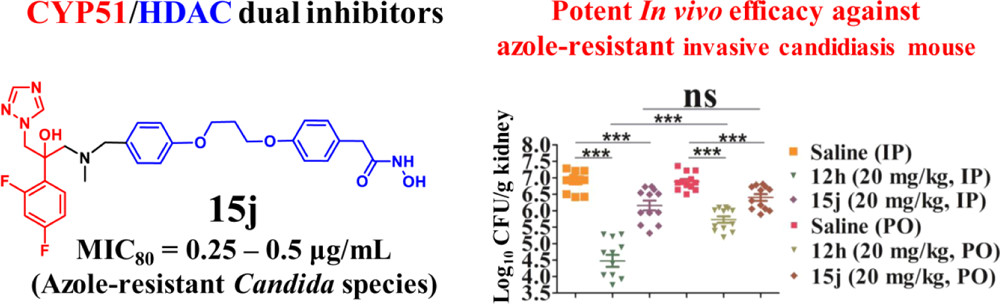 CYP51/HDAC dual inhibitors
N
N
N
OH
N
F
F
O
O
O
NH
OH
15j
MIC80 = 0.25 – 0.5 μg/mL
(Azole-resistant Candida species)
Potent In vivo efficacy against
azole-resistant invasive candidiasis mouse
ns
***
***
***
***
***
Log10 CFU/g kidney
8.0
7.5
7.0
6.5
6.0
5.5
5.0
4.5
4.0
3.5
Saline (IP)
12h (20 mg/kg, IP)
15j (20 mg/kg, IP)
Saline (PO)
12h (20 mg/kg, PO)
15j (20 mg/kg, PO)